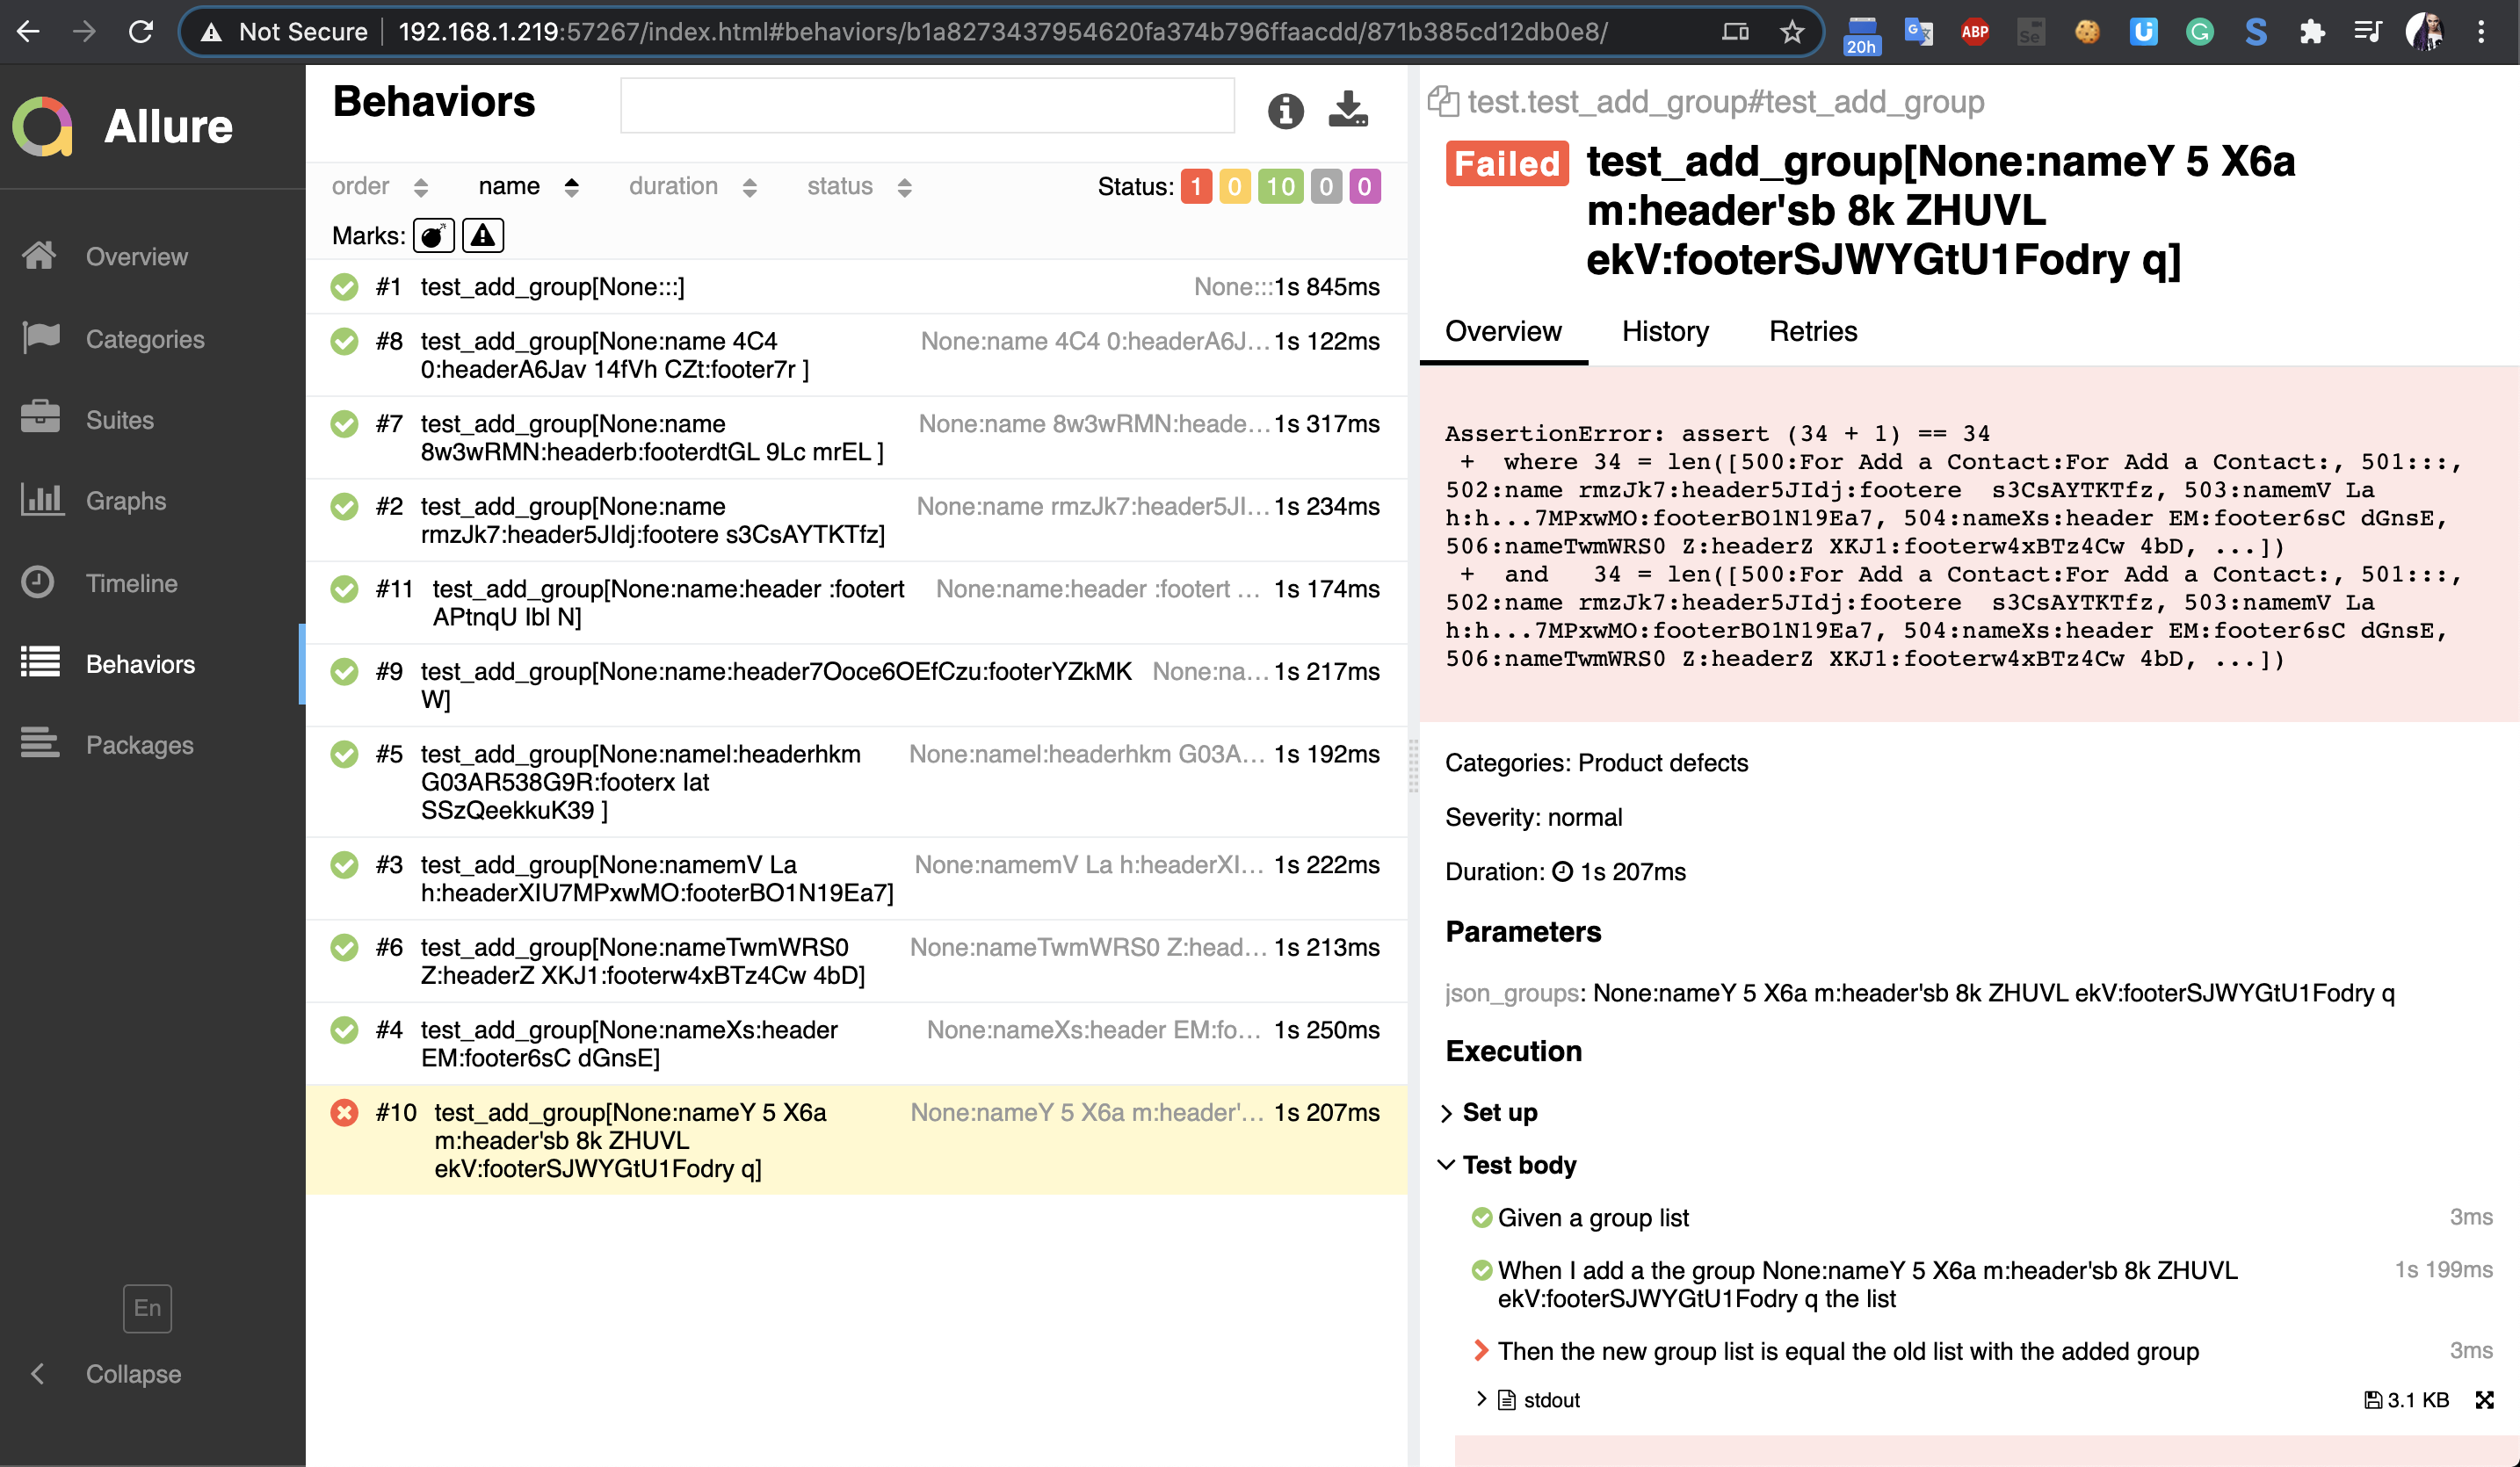 Not Secure
192.168.1.219:57267/index.html#behaviors/b1a8273437954620fa374b796ffaacdd/871b385cd12db0e8/
20h
G
ABP
Se
Allure
Overview
Categories
Suites
Graphs
Timeline
Behaviors
Packages
En
Collapse
Behaviors
order name duration status Status: 1 0 10 0 0
Marks:
#1 test_add_group[None:::] None:::1s 845ms
#8 test_add_group[None:name 4C4 None:name 4C4 0:headerA6J... 1s 122ms
0:headerA6Jav 14fVh CZt:footer7r ]
#7 test_add_group[None:name None:name 8w3wRMN:heade... 1s 317ms
8w3wRMN:headerb:footerdtGL 9Lc mrEL ]
#2 test_add_group[None:name None:name rmzJk7:header5JI... 1s 234ms
rmzJk7:header5JIdj:footere s3CsAYTKTfz]
#11 test_add_group[None:name:header :footert None:name:header :footert ... 1s 174ms
APtnqU lbl N]
#9 test_add_group[None:name:header7Ooce6OEfCzu:footerYZkMK None:na... 1s 217ms
W]
#5 test_add_group[None:namel:headerhkm None:namel:headerhkm G03A... 1s 192ms
G03AR538G9R:footerx lat
SSzQeekkuK39 ]
#3 test_add_group[None:namemV La None:namemV La h:headerXI... 1s 222ms
h:headerXIU7MPxwMO:footerBO1N19Ea7]
#6 test_add_group[None:nameTwmWRS0 None:nameTwmWRS0 Z:head... 1s 213ms
Z:headerZ XKJ1:footerw4xBTz4Cw 4bD]
#4 test_add_group[None:nameXs:header None:nameXs:header EM:fo... 1s 250ms
EM:footer6sC dGnsE]
#10 test_add_group[None:nameY 5 X6a None:nameY 5 X6a m:header'... 1s 207ms
m:header'sb 8k ZHUVL
ekV:footerSJWYGtU1Fodry q]
test.test_add_group#test_add_group
Failed test_add_group[None:nameY 5 X6a
m:header'sb 8k ZHUVL
ekV:footerSJWYGtU1Fodry q]
Overview History Retries
AssertionError: assert (34 + 1) == 34
+ where 34 = len([500:For Add a Contact:For Add a Contact:, 501:::,
502:name rmzJk7:header5JIdj:footere s3CsAYTKTfz, 503:namemV La
h:h...7MPxwMO:footerBO1N19Ea7, 504:nameXs:header EM:footer6sC dGnsE,
506:nameTwmWRS0 Z:headerZ XKJ1:footerw4xBTz4Cw 4bD, ...])
+ and 34 = len([500:For Add a Contact:For Add a Contact:, 501:::,
502:name rmzJk7:header5JIdj:footere s3CsAYTKTfz, 503:namemV La
h:h...7MPxwMO:footerBO1N19Ea7, 504:nameXs:header EM:footer6sC dGnsE,
506:nameTwmWRS0 Z:headerZ XKJ1:footerw4xBTz4Cw 4bD, ...])
Categories: Product defects
Severity: normal
Duration: 1s 207ms
Parameters
json_groups: None:nameY 5 X6a m:header'sb 8k ZHUVL ekV:footerSJWYGtU1Fodry q
Execution
Set up
Test body
Given a group list 3ms
When I add a the group None:nameY 5 X6a m:header'sb 8k ZHUVL 1s 199ms
ekV:footerSJWYGtU1Fodry q the list
Then the new group list is equal the old list with the added group 3ms
stdout 3.1 KB